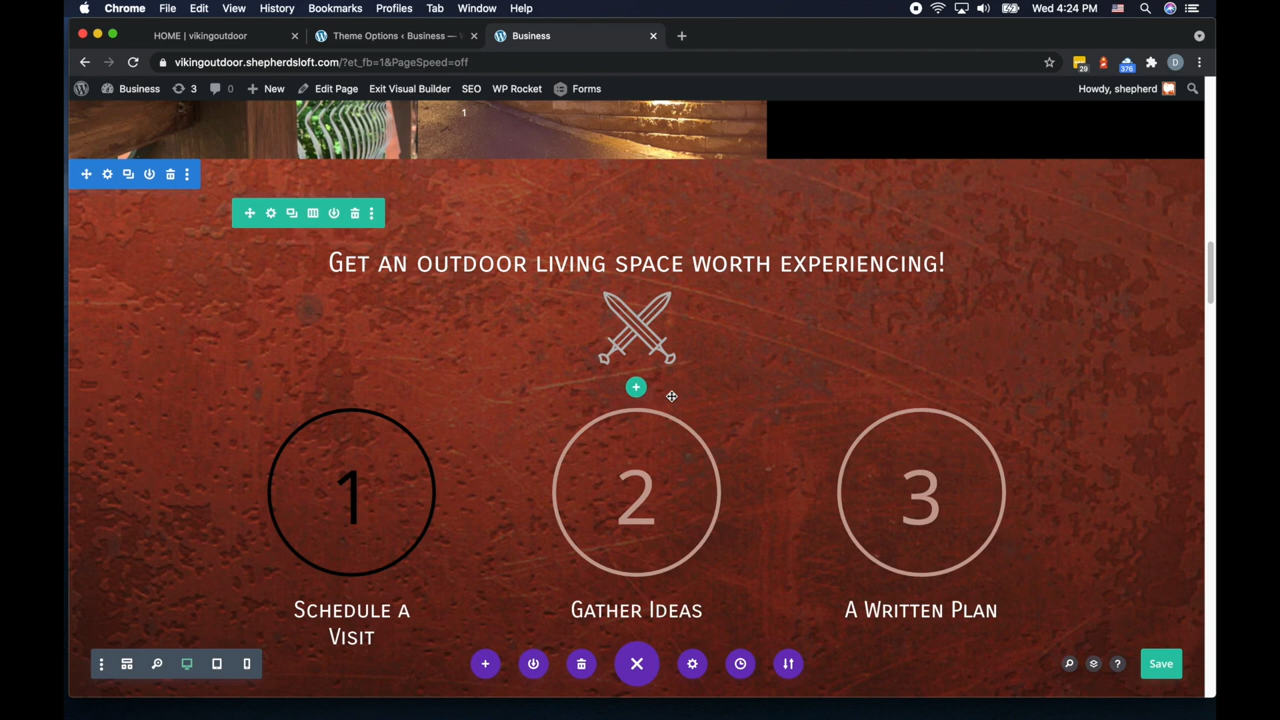 Chrome File Edit View History Bookmarks Profiles Tab Window Help Wed 4:24 PM
HOME | vikingoutdoor Theme Options ‹ Business — Business
vikingoutdoor.shepherdsloft.com/?et_fb=1&PageSpeed=off 29 376 D
Business 3 0 New Edit Page Exit Visual Builder SEO WP Rocket Forms Howdy, shepherd
1
Get an outdoor living space worth experiencing!
1 2 3
Schedule a Gather Ideas A Written Plan
Visit
Save